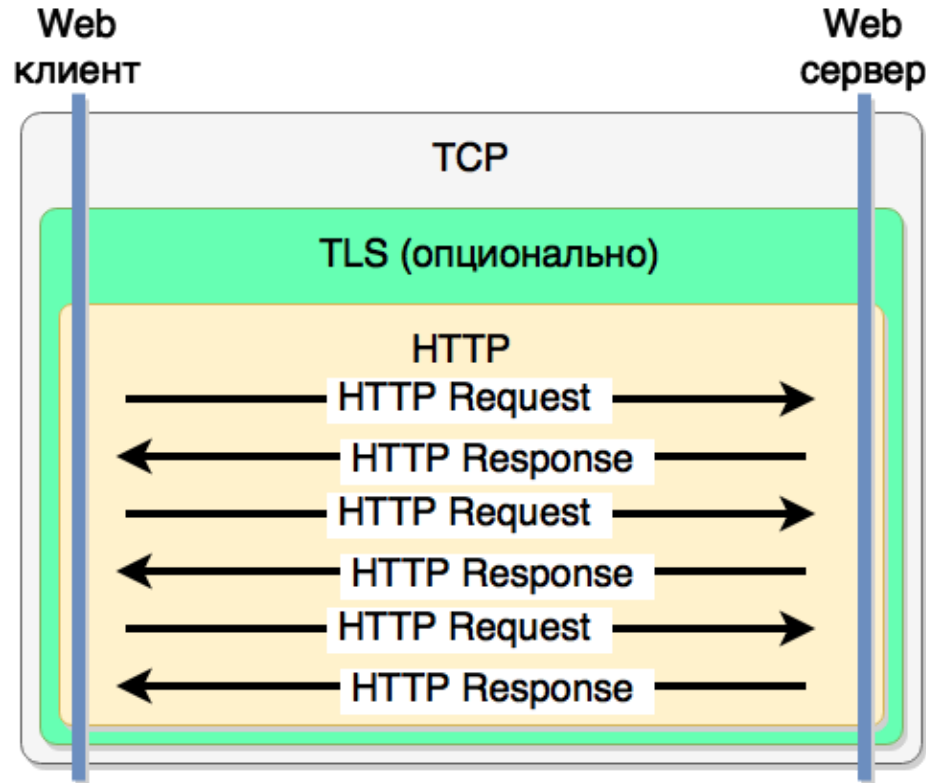 Web
клиент
Web
сервер
TCP
TLS (опционально)
HTTP
HTTP Request
HTTP Response
HTTP Request
HTTP Response
HTTP Request
HTTP Response